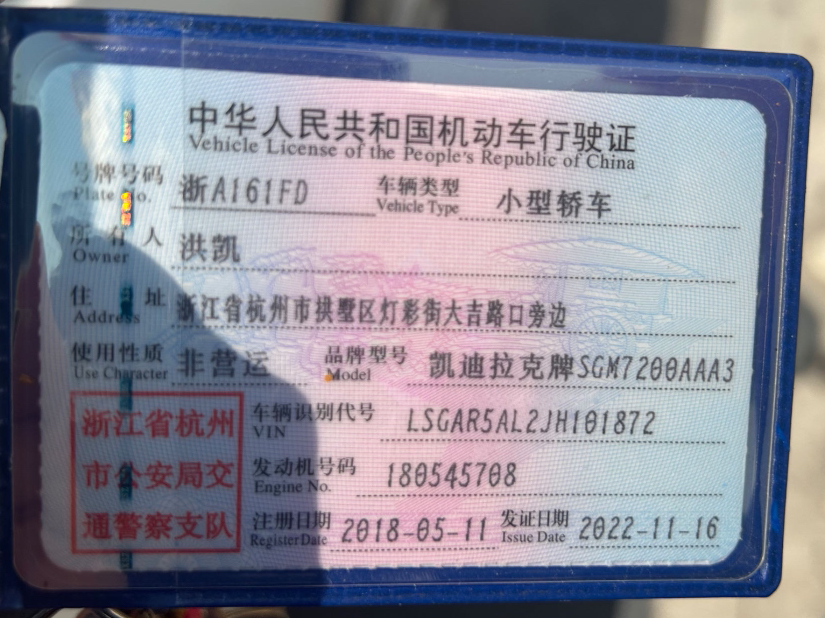 中华人民共和国机动车行驶证
Vehicle License of the People's Republic of China
号牌号码 浙A161FD 车辆类型 小型轿车
Plate No. Vehicle Type
所有人 洪凯
Owner
住址 浙江省杭州市拱墅区灯彩街大吉路口旁边
Address
使用性质 非营运 品牌型号 凯迪拉克牌SGM7200AAA3
Use Character Model
浙江省杭州
市公安局交
通警察支队
车辆识别代号 LSGAR5AL2JH101872
VIN
发动机号码 180545708
Engine No.
注册日期 2018-05-11 发证日期 2022-11-16
Register Date Issue Date